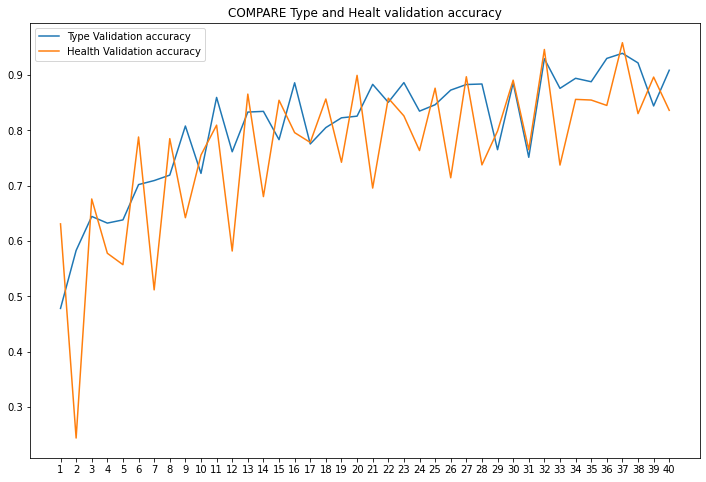 COMPARE Type and Healt validation accuracy
Type Validation accuracy
Health Validation accuracy
0.9
0.8
0.7
0.6
0.5
0.4
0.3
1 2 3 4 5 6 7 8 9 10 11 12 13 14 15 16 17 18 19 20 21 22 23 24 25 26 27 28 29 30 31 32 33 34 35 36 37 38 39 40